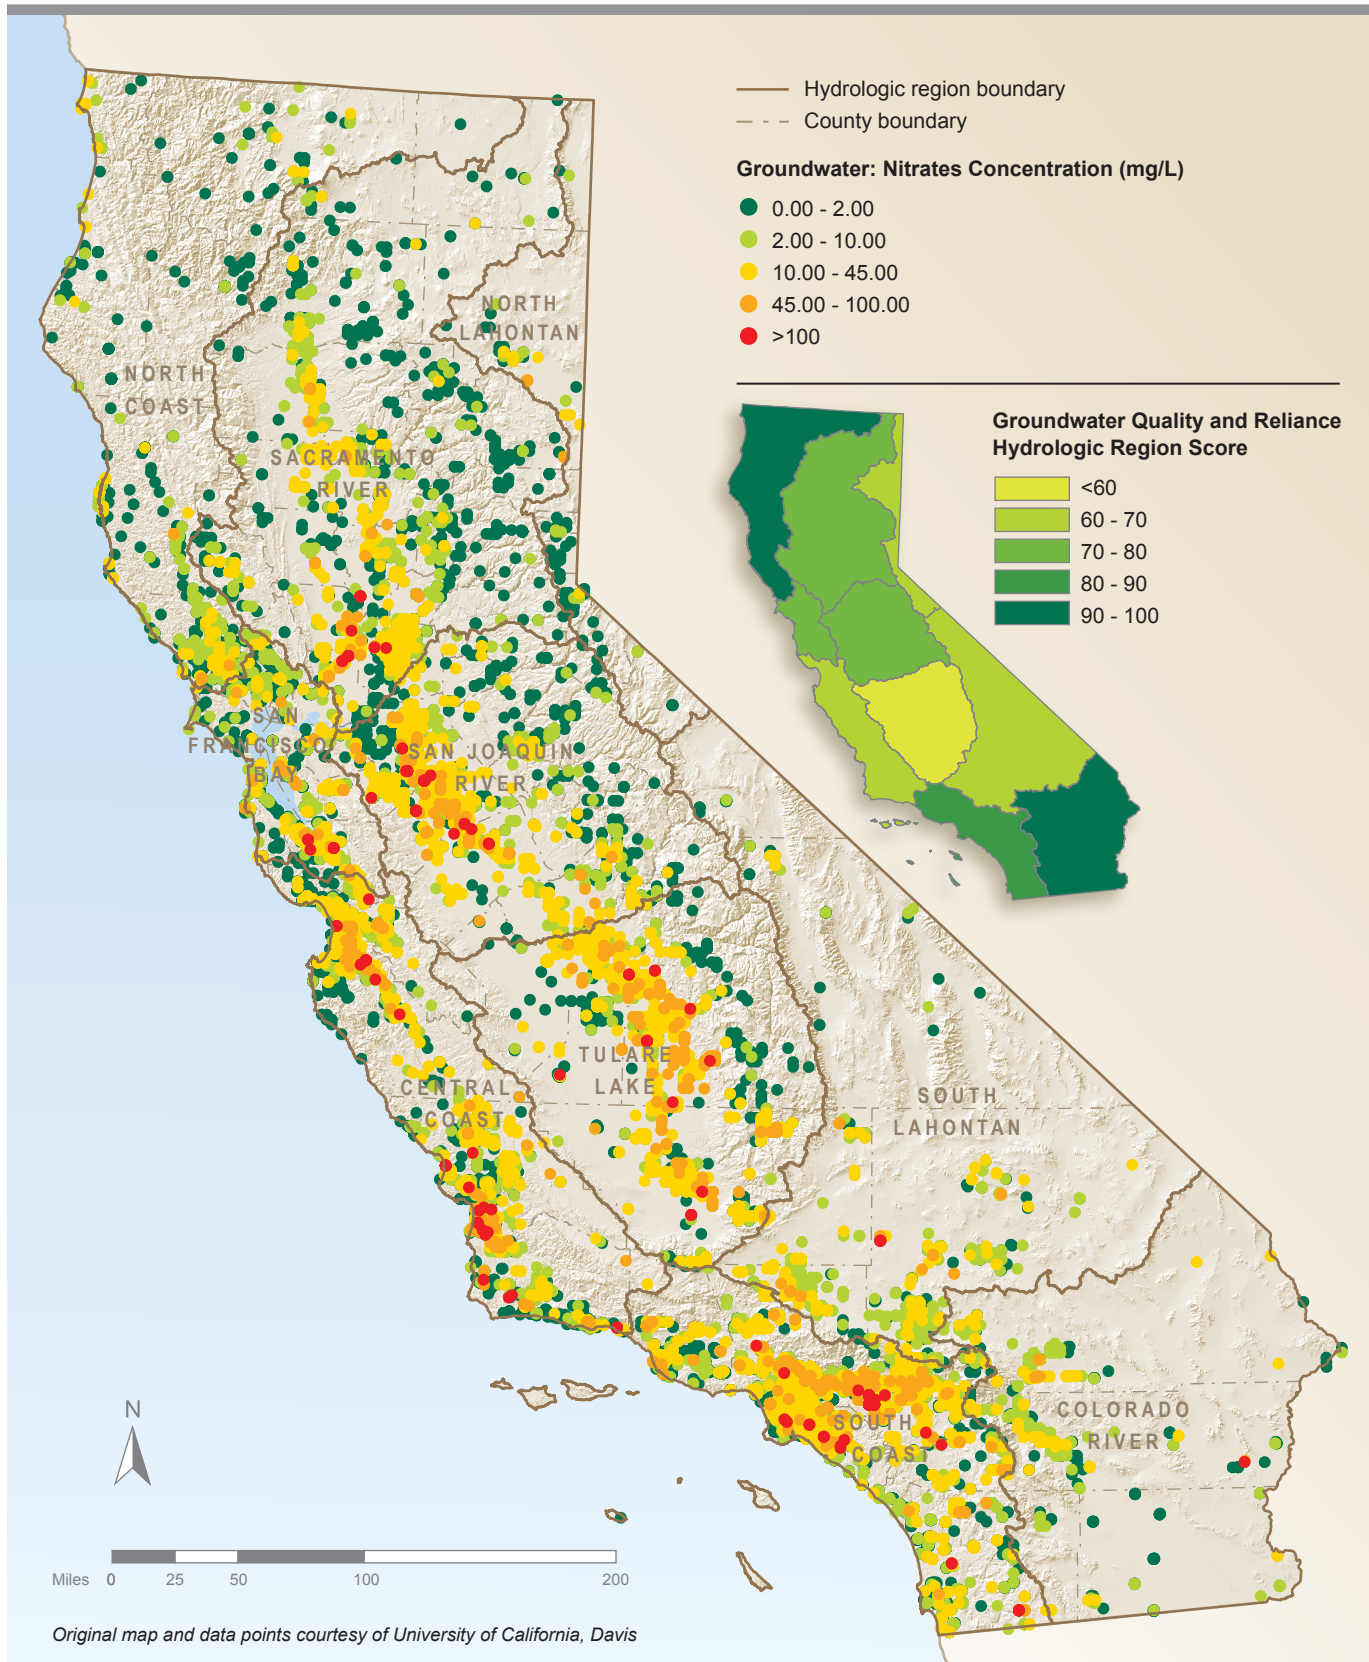 Hydrologic region boundary
County boundary
Groundwater: Nitrates Concentration (mg/L)
0.00 - 2.00
2.00 - 10.00
10.00 - 45.00
45.00 - 100.00
>100
Groundwater Quality and Reliance
Hydrologic Region Score
<60
60 - 70
70 - 80
80 - 90
90 - 100
NORTH
LAHONTAN
NORTH
COAST
SACRAMENTO
RIVER
SAN
FRANCISCO
BAY
SAN JOAQUIN
RIVER
TULARE
LAKE
CENTRAL
COAST
SOUTH
LAHONTAN
SOUTH
COAST
COLORADO
RIVER
N
Miles 0 25 50 100 200
Original map and data points courtesy of University of California, Davis